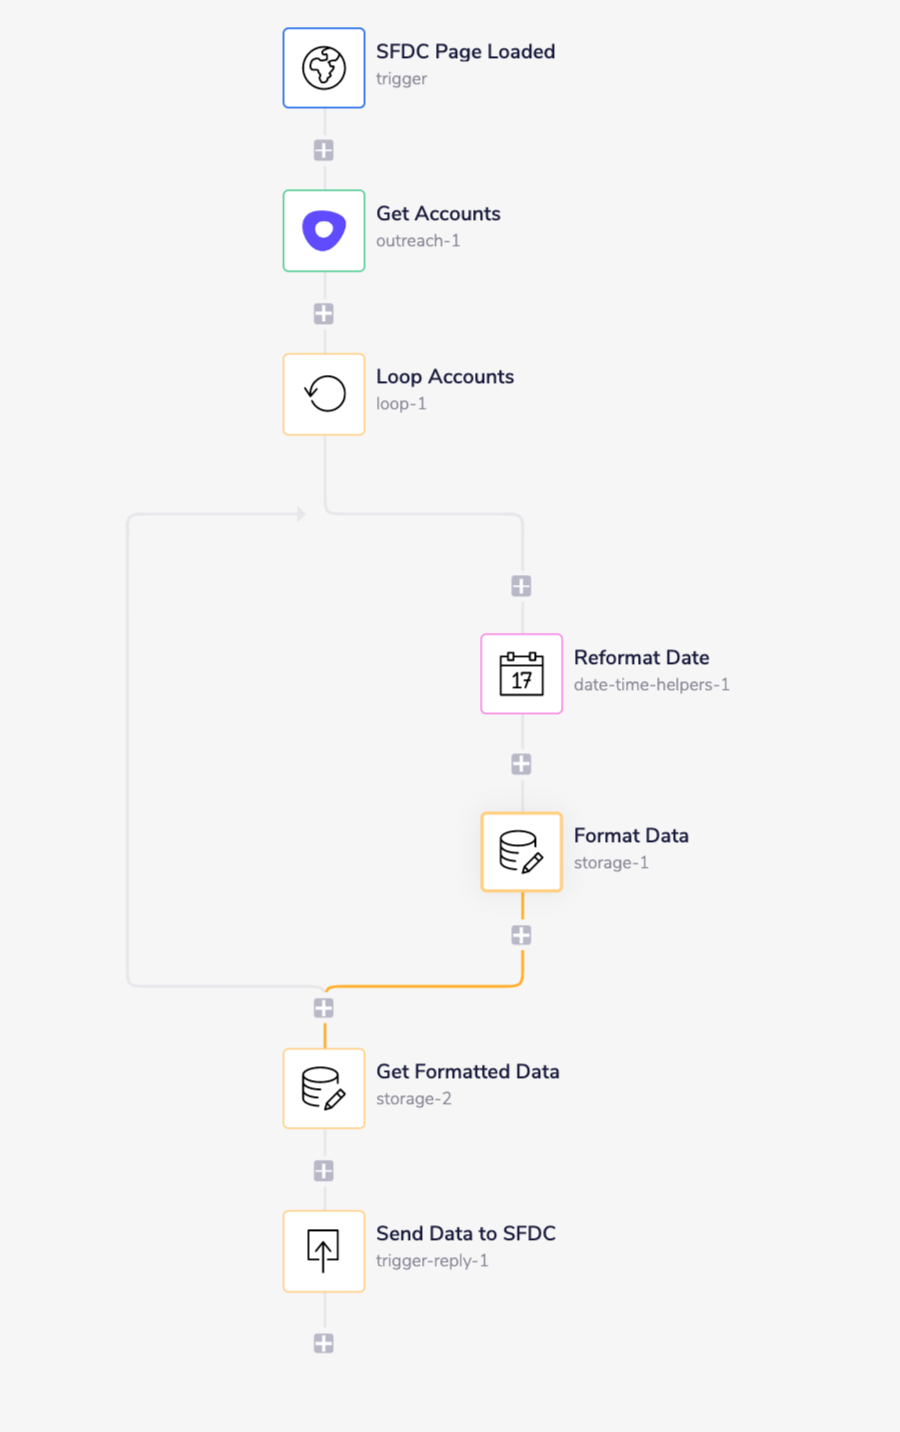 SFDC Page Loaded
trigger
Get Accounts
outreach-1
Loop Accounts
loop-1
Reformat Date
17
date-time-helpers-1
Format Data
storage-1
Get Formatted Data
storage-2
Send Data to SFDC
trigger-reply-1